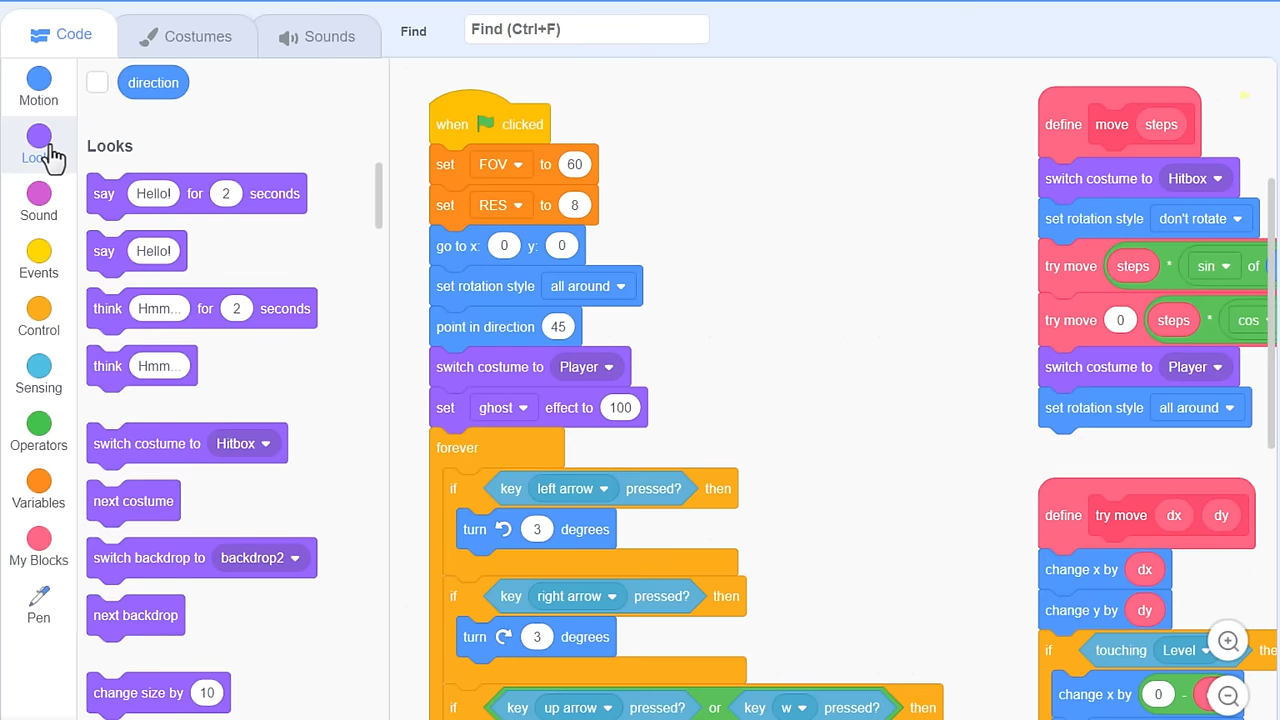 Code
Costumes
Sounds
Find
Find (Ctrl+F)
Motion
Sound
Events
Control
Sensing
Operators
Variables
My Blocks
Pen
direction
Looks
say Hello! for 2 seconds
say Hello!
think Hmm... for 2 seconds
think Hmm...
switch costume to Hitbox
next costume
switch backdrop to backdrop2
next backdrop
change size by 10
when clicked
set FOV to 60
set RES to 8
go to x: 0 y: 0
set rotation style all around
point in direction 45
switch costume to Player
set ghost effect to 100
forever
if key left arrow pressed? then
turn 3 degrees
if key right arrow pressed? then
turn 3 degrees
if key up arrow pressed? or key w pressed? then
define move steps
switch costume to Hitbox
set rotation style don't rotate
try move steps * sin of
try move 0 steps * cos
switch costume to Player
set rotation style all around
define try move dx dy
change x by dx
change y by dy
if touching Level
change x by 0 -